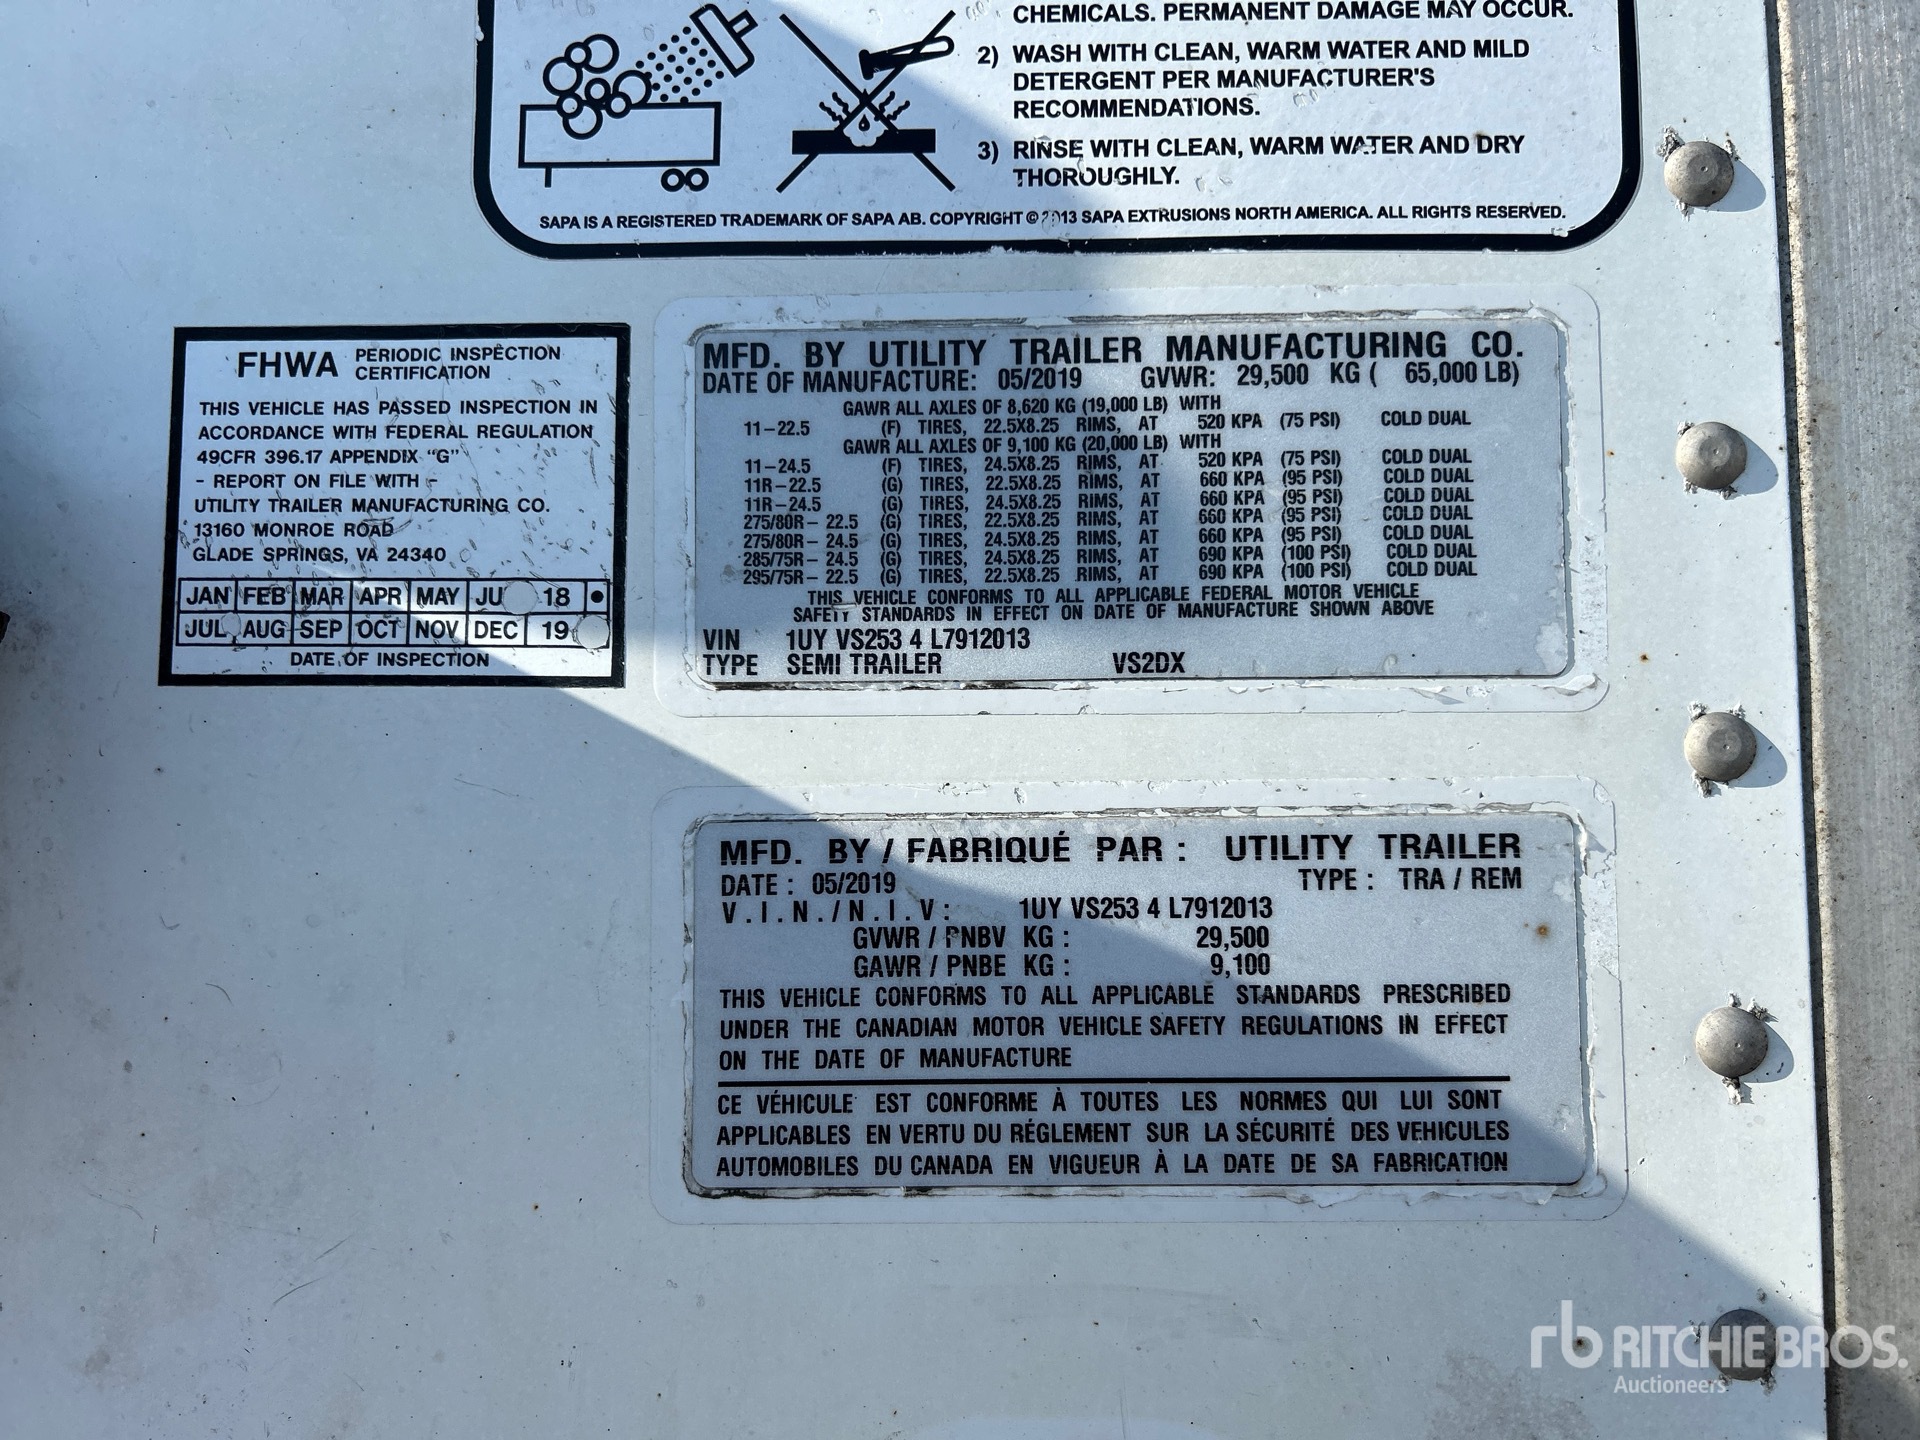 CHEMICALS. PERMANENT DAMAGE MAY OCCUR.
2) WASH WITH CLEAN, WARM WATER AND MILD
DETERGENT PER MANUFACTURER'S
RECOMMENDATIONS.
3) RINSE WITH CLEAN, WARM WATER AND DRY
THOROUGHLY.
SAPA IS A REGISTERED TRADEMARK OF SAPA AB. COPYRIGHT © 2013 SAPA EXTRUSIONS NORTH AMERICA. ALL RIGHTS RESERVED.
FHWA PERIODIC INSPECTION
CERTIFICATION
THIS VEHICLE HAS PASSED INSPECTION IN
ACCORDANCE WITH FEDERAL REGULATION
49CFR 396.17 APPENDIX "G"
- REPORT ON FILE WITH -
UTILITY TRAILER MANUFACTURING CO.
13160 MONROE ROAD
GLADE SPRINGS, VA 24340
JAN FEB MAR APR MAY JU 18 •
JUL AUG SEP OCT NOV DEC 19
DATE OF INSPECTION
MFD. BY UTILITY TRAILER MANUFACTURING CO.
DATE OF MANUFACTURE: 05/2019 GVWR: 29,500 KG ( 65,000 LB)
GAWR ALL AXLES OF 8,620 KG (19,000 LB) WITH
11-22.5 (F) TIRES, 22.5X8.25 RIMS, AT 520 KPA (75 PSI) COLD DUAL
GAWR ALL AXLES OF 9,100 KG (20,000 LB) WITH
11-24.5 (F) TIRES, 24.5X8.25 RIMS, AT 520 KPA (75 PSI) COLD DUAL
11R-22.5 (G) TIRES, 22.5X8.25 RIMS, AT 660 KPA (95 PSI) COLD DUAL
11R-24.5 (G) TIRES, 24.5X8.25 RIMS, AT 660 KPA (95 PSI) COLD DUAL
275/80R- 22.5 (G) TIRES, 22.5X8.25 RIMS, AT 660 KPA (95 PSI) COLD DUAL
275/80R- 24.5 (G) TIRES, 24.5X8.25 RIMS, AT 660 KPA (95 PSI) COLD DUAL
285/75R- 24.5 (G) TIRES, 24.5X8.25 RIMS, AT 690 KPA (100 PSI) COLD DUAL
295/75R- 22.5 (G) TIRES, 22.5X8.25 RIMS, AT 690 KPA (100 PSI) COLD DUAL
THIS VEHICLE CONFORMS TO ALL APPLICABLE FEDERAL MOTOR VEHICLE
SAFETY STANDARDS IN EFFECT ON DATE OF MANUFACTURE SHOWN ABOVE
VIN 1UY VS253 4 L7912013
TYPE SEMI TRAILER VS2DX
MFD. BY / FABRIQUÉ PAR : UTILITY TRAILER
DATE : 05/2019 TYPE : TRA / REM
V.I.N./N.I.V: 1UY VS253 4 L7912013
GVWR / PNBV KG : 29,500
GAWR / PNBE KG : 9,100
THIS VEHICLE CONFORMS TO ALL APPLICABLE STANDARDS PRESCRIBED
UNDER THE CANADIAN MOTOR VEHICLE SAFETY REGULATIONS IN EFFECT
ON THE DATE OF MANUFACTURE
CE VÉHICULE EST CONFORME À TOUTES LES NORMES QUI LUI SONT
APPLICABLES EN VERTU DU RÉGLEMENT SUR LA SÉCURITÉ DES VEHICULES
AUTOMOBILES DU CANADA EN VIGUEUR À LA DATE DE SA FABRICATION
rb RITCHIE BROS.
Auctioneers